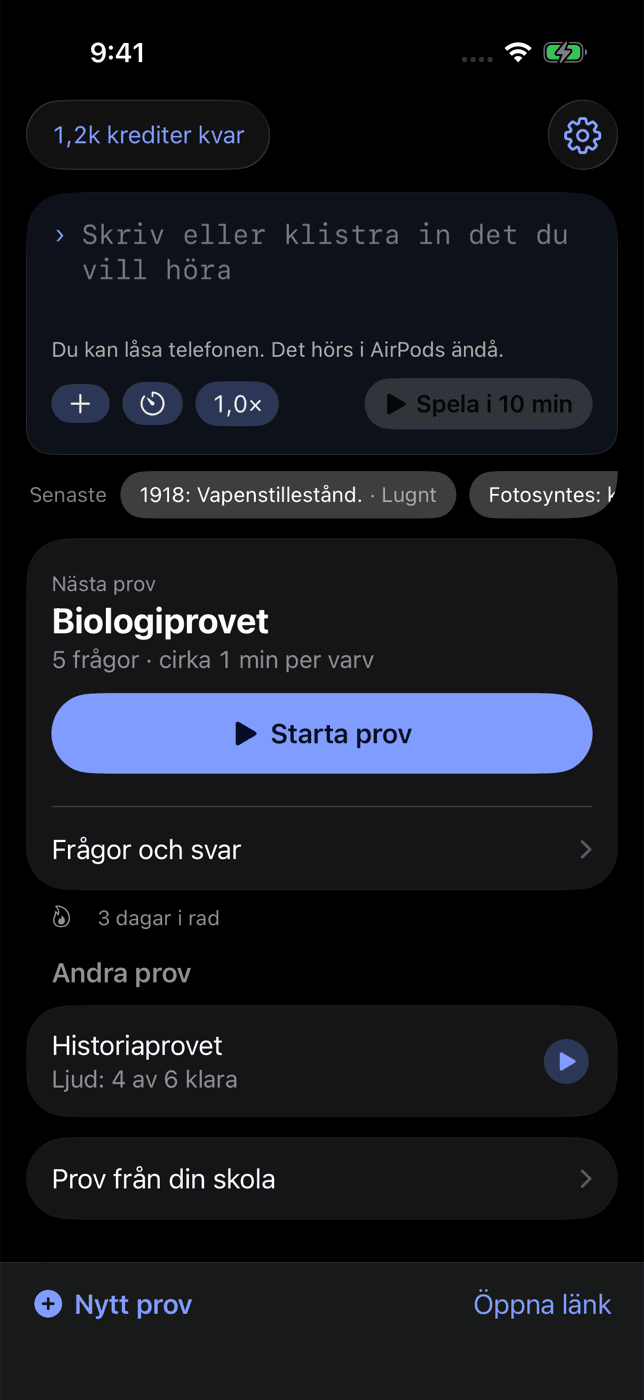 9:41
1,2k krediter kvar
› Skriv eller klistra in det du
vill höra
Du kan låsa telefonen. Det hörs i AirPods ändå.
1,0×
Spela i 10 min
Senaste
1918: Vapenstillestånd. · Lugnt
Fotosyntes:
Nästa prov
Biologiprovet
5 frågor · cirka 1 min per varv
Starta prov
Frågor och svar
3 dagar i rad
Andra prov
Historiaprovet
Ljud: 4 av 6 klara
Prov från din skola
Nytt prov
Öppna länk